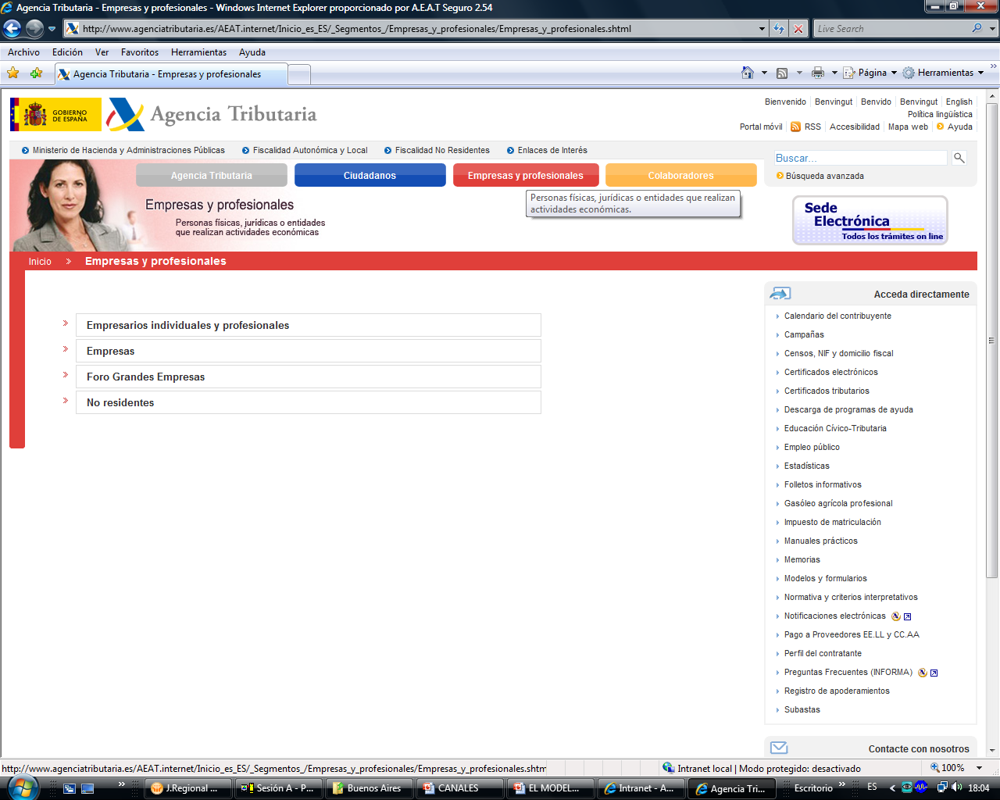 Agencia Tributaria - Empresas y profesionales - Windows Internet Explorer proporcionado por A.E.A.T Seguro 2.54
http://www.agenciatributaria.es/AEAT.internet/Inicio_es_ES/_Segmentos_/Empresas_y_profesionales/Empresas_y_profesionales.shtml
Live Search
Archivo Edición Ver Favoritos Herramientas Ayuda
Agencia Tributaria - Empresas y profesionales
Página Herramientas
GOBIERNO
DE ESPAÑA
Agencia Tributaria
Bienvenido Benvingut Benvido Benvingut English
Política lingüística
Portal móvil RSS Accesibilidad Mapa web Ayuda
Ministerio de Hacienda y Administraciones Públicas Fiscalidad Autonómica y Local Fiscalidad No Residentes Enlaces de Interés
Buscar...
Búsqueda avanzada
Agencia Tributaria Ciudadanos Empresas y profesionales Colaboradores
Personas físicas, jurídicas o entidades que realizan
actividades económicas.
Empresas y profesionales
Personas físicas, jurídicas o entidades
que realizan actividades económicas
Sede
Electrónica
Todos los trámites on line
Inicio Empresas y profesionales
Empresarios individuales y profesionales
Empresas
Foro Grandes Empresas
No residentes
Acceda directamente
Calendario del contribuyente
Campañas
Censos, NIF y domicilio fiscal
Certificados electrónicos
Certificados tributarios
Descarga de programas de ayuda
Educación Cívico-Tributaria
Empleo público
Estadísticas
Folletos informativos
Gasóleo agrícola profesional
Impuesto de matriculación
Manuales prácticos
Memorias
Modelos y formularios
Normativa y criterios interpretativos
Notificaciones electrónicas
Pago a Proveedores EE.LL y CC.AA
Perfil del contratante
Preguntas Frecuentes (INFORMA)
Registro de apoderamientos
Subastas
Contacte con nosotros
http://www.agenciatributaria.es/AEAT.internet/Inicio_es_ES/_Segmentos_/Empresas_y_profesionales/Empresas_y_profesionales.shtm
Intranet local | Modo protegido: desactivado
100%
J.Regional ... Sesión A - P... Buenos Aires CANALES EL MODEL... Intranet - A... Agencia Tri... Escritorio ES 18:04